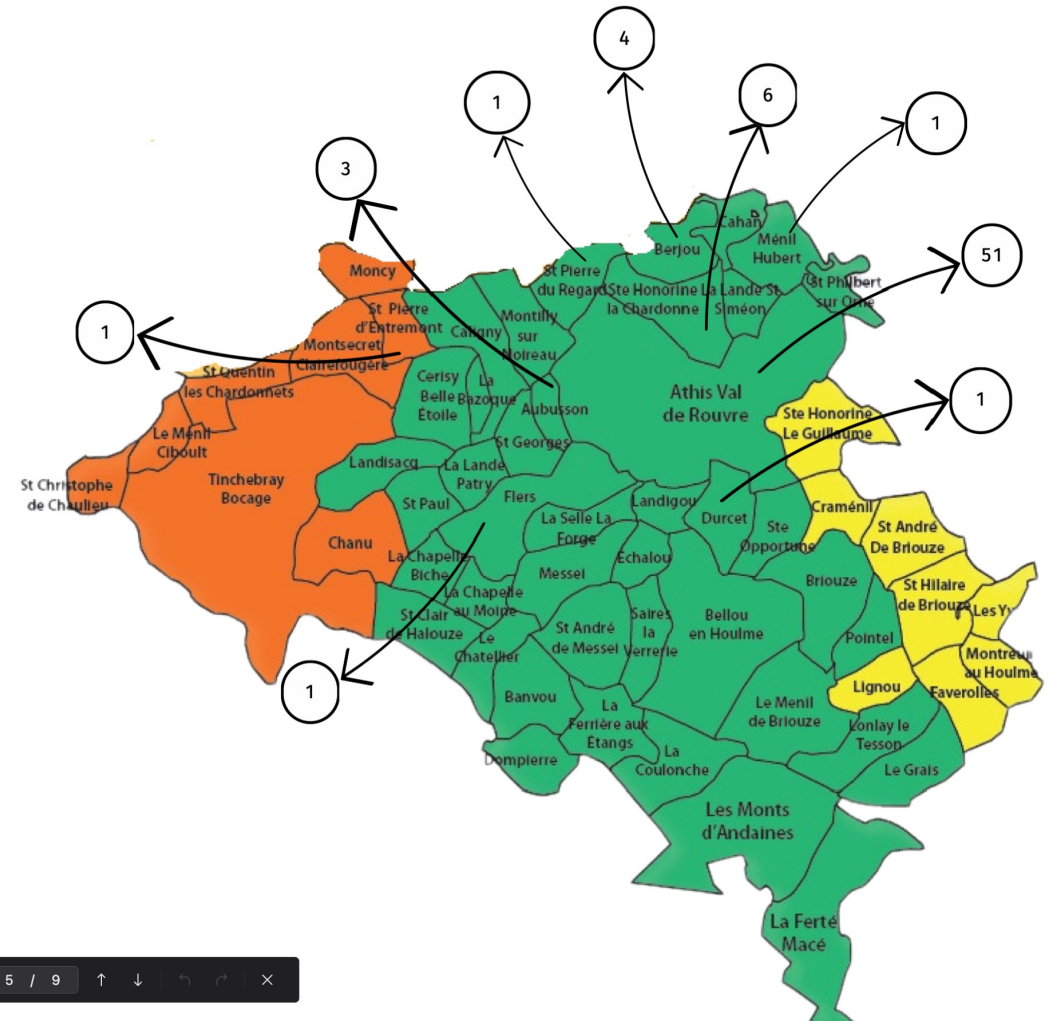 4
6
1
1
3
Cahan
Ménil
Hubert
Berjou
51
Moncy
St Pierre
du Regard
Ste Honorine
la Chardonne
La Lande St
Siméon
St Philbert
sur Orne
St Pierre
d'Entremont
Montsecret
Clairefougère
Caligny
Montilly
sur
Noireau
1
St Quentin
les Chardonnets
Cerisy
Belle
Étoile
La
Bazoque
Aubusson
Athis Val
de Rouvre
1
Ste Honorine
Le Guillaume
Le Ménil
Ciboult
St Georges
Landisacq
La Lande
Patry
St Christophe
de Chaulieu
Tinchebray
Bocage
St Paul
Flers
Landigou
Durcet
Craménil
La Selle La
Forge
Ste
Opportune
St André
De Briouze
Chanu
La Chapelle
Biche
Messei
Echalou
Briouze
St Hilaire
de Briouze
Les Yv
La Chapelle
au Moine
St Clair
de Halouze
Le
Chatellier
St André
de Messei
Saires
la
Verrerie
Bellou
en Houlme
Pointel
Montreuil
au Houlme
Lignou
Faverolles
1
Banvou
La
Ferrière aux
Étangs
Le Menil
de Briouze
Lonlay le
Tesson
Dompierre
La
Coulonche
Le Grais
Les Monts
d'Andaines
La Ferté
Macé
5 / 9